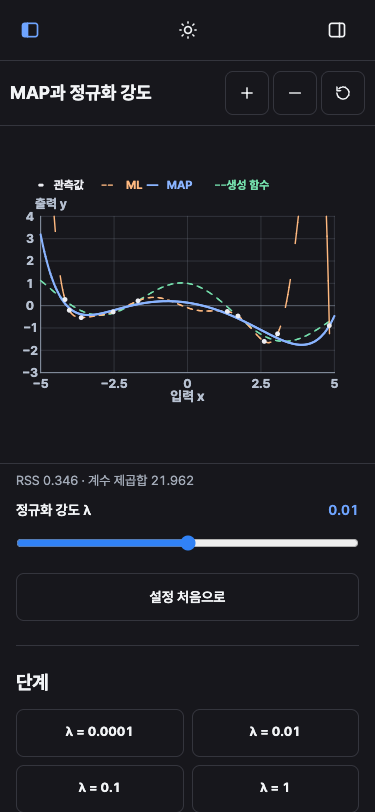 MAP과 정규화 강도
관측값 ML MAP 생성 함수
출력 y
4
3
2
1
0
−1
−2
−3
−5 −2.5 0 2.5 5
입력 x
RSS 0.346 · 계수 제곱합 21.962
정규화 강도 λ 0.01
설정 처음으로
단계
λ = 0.0001 λ = 0.01
λ = 0.1 λ = 1